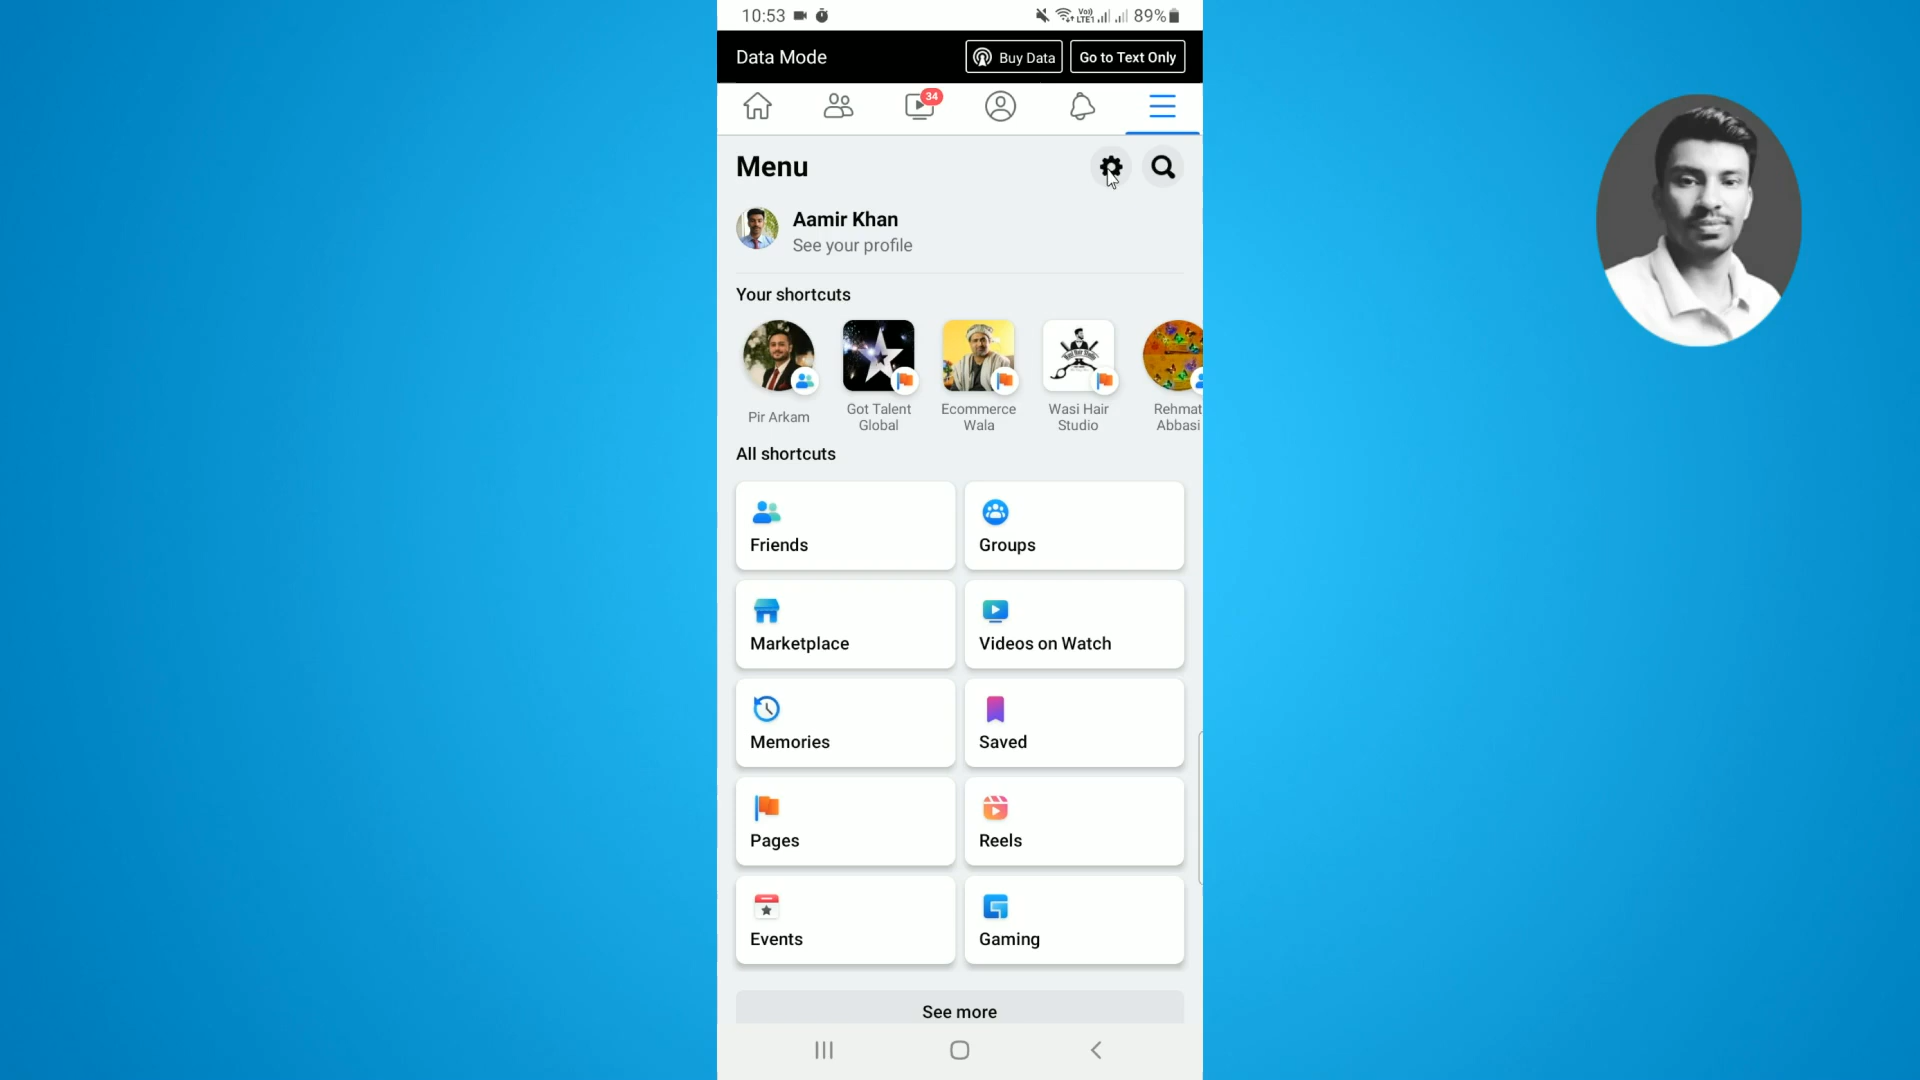 10:53
Vo)) LTE1 89%
Data Mode
Buy Data
Go to Text Only
34
Menu
Aamir Khan
See your profile
Your shortcuts
Pir Arkam
Got Talent Global
Ecommerce Wala
Wasi Hair Studio
Rehmat Abbasi
All shortcuts
Friends
Groups
Marketplace
Videos on Watch
Memories
Saved
Pages
Reels
Events
Gaming
See more